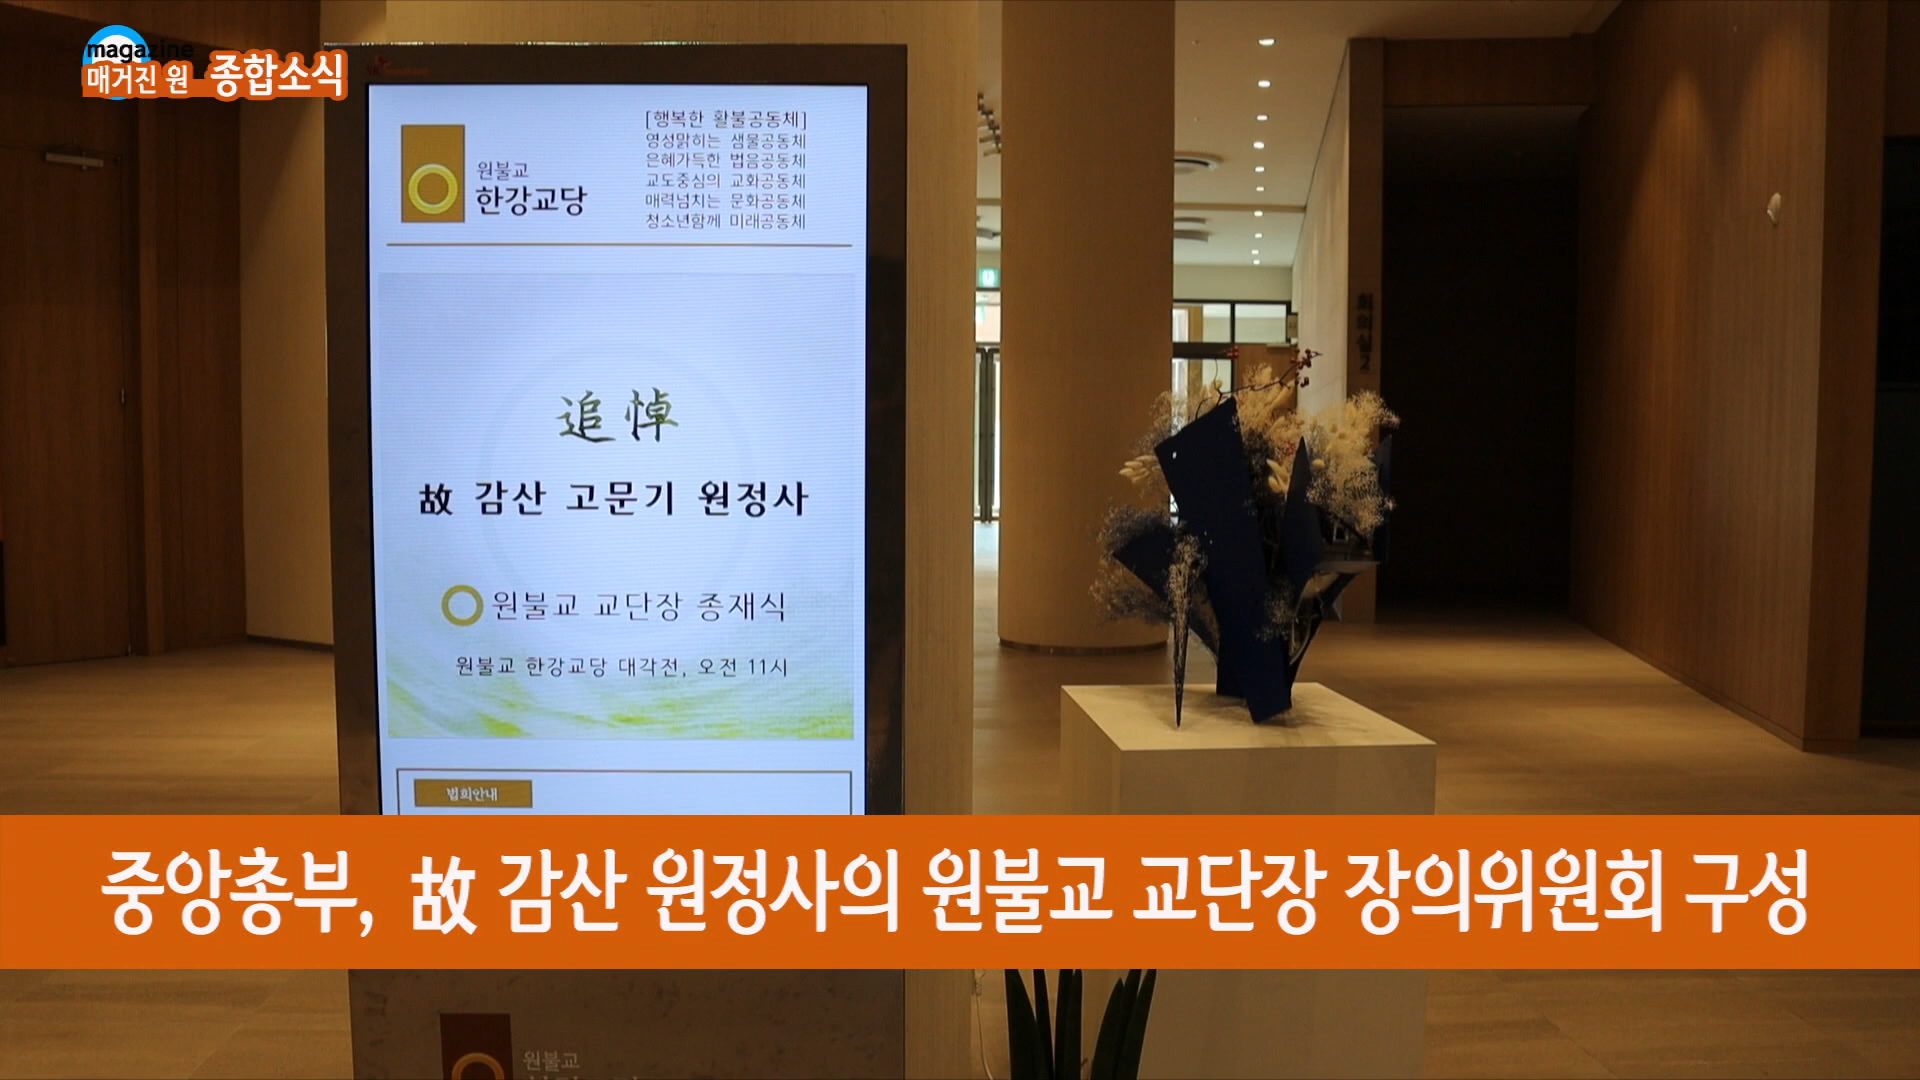 magazine
매거진 원 종합소식
원불교
한강교당
[행복한 활불공동체]
영성맑히는 샘물공동체
은혜가득한 법음공동체
교도중심의 교화공동체
매력넘치는 문화공동체
청소년함께 미래공동체
追悼
故 감산 고문기 원정사
원불교 교단장 종재식
원불교 한강교당 대각전, 오전 11시
법회안내
회의실2
중앙총부, 故 감산 원정사의 원불교 교단장 장의위원회 구성
원불교